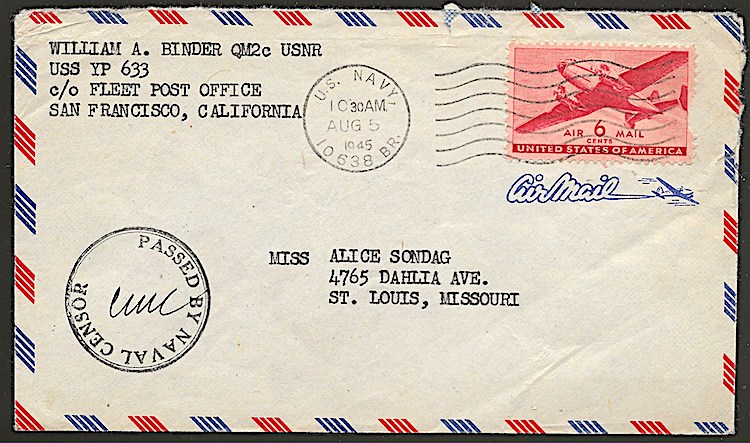 WILLIAM A. BINDER QM2c USNR
USS YP 633
c/o FLEET POST OFFICE
SAN FRANCISCO, CALIFORNIA
U.S. NAVY
10 30 AM
AUG 5
1945
10638 BR.
AIR 6 MAIL
CENTS
UNITED STATES OF AMERICA
Air Mail
MISS ALICE SONDAG
4765 DAHLIA AVE.
ST. LOUIS, MISSOURI
PASSED BY NAVAL CENSOR